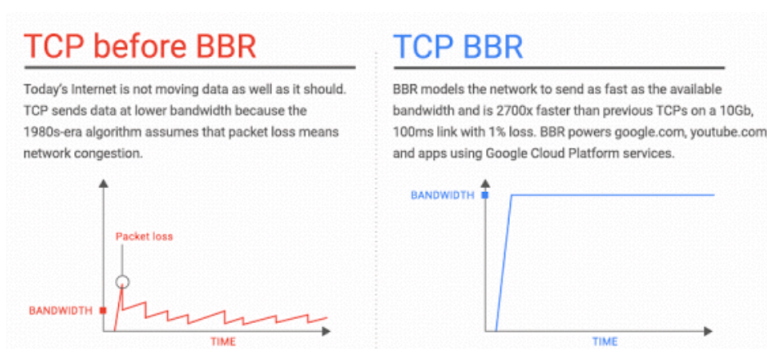 TCP before BBR
Today's Internet is not moving data as well as it should.
TCP sends data at lower bandwidth because the
1980s-era algorithm assumes that packet loss means
network congestion.
Packet loss
BANDWIDTH
TIME
TCP BBR
BBR models the network to send as fast as the available
bandwidth and is 2700x faster than previous TCPs on a 10Gb,
100ms link with 1% loss. BBR powers google.com, youtube.com
and apps using Google Cloud Platform services.
BANDWIDTH
TIME